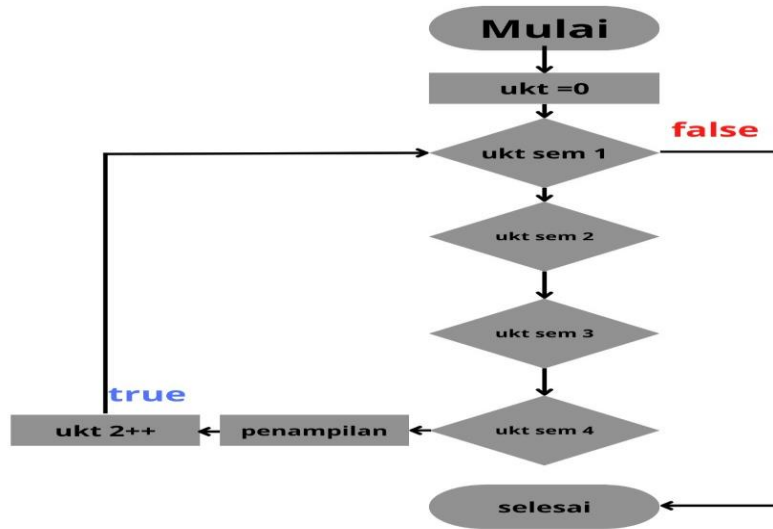 Mulai
ukt =0
false
ukt sem 1
ukt sem 2
ukt sem 3
true
ukt 2++
penampilan
ukt sem 4
selesai